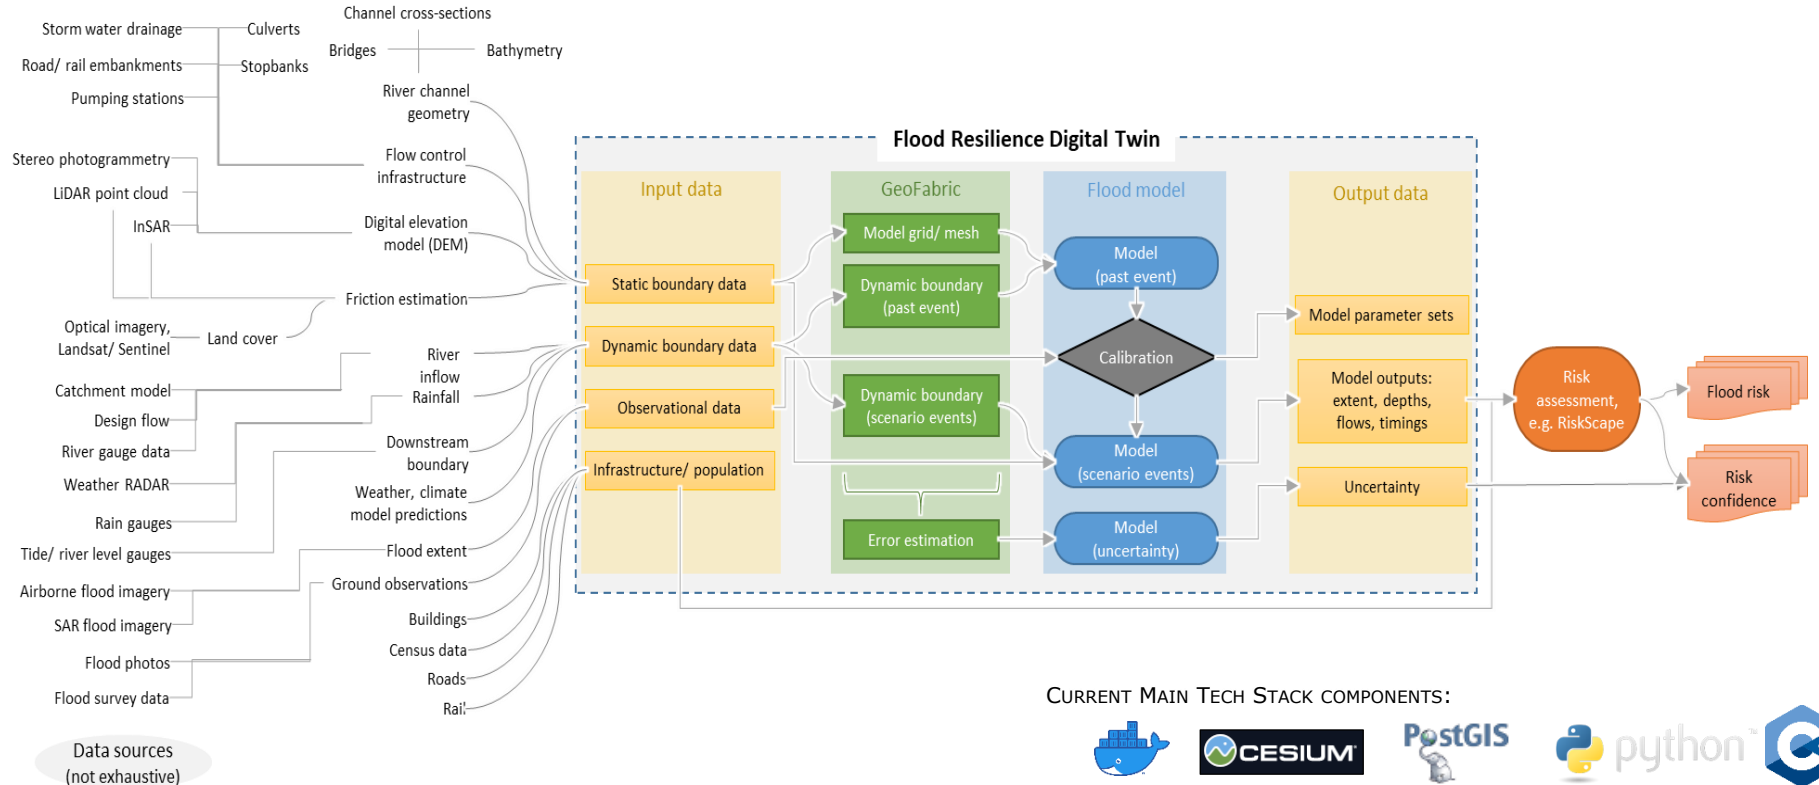 Storm water drainage
Culverts
Road/ rail embankments
Stopbanks
Pumping stations
Channel cross-sections
Bridges
Bathymetry
River channel
geometry
Stereo photogrammetry
LiDAR point cloud
InSAR
Flow control
infrastructure
Digital elevation
model (DEM)
Friction estimation
Optical imagery,
Landsat/ Sentinel
Land cover
River
inflow
Rainfall
Catchment model
Design flow
River gauge data
Weather RADAR
Rain gauges
Tide/ river level gauges
Downstream
boundary
Weather, climate
model predictions
Airborne flood imagery
SAR flood imagery
Flood photos
Flood survey data
Flood extent
Ground observations
Buildings
Census data
Roads
Rail
Data sources
(not exhaustive)
Flood Resilience Digital Twin
Input data
Static boundary data
Dynamic boundary data
Observational data
Infrastructure/ population
GeoFabric
Model grid/ mesh
Dynamic boundary
(past event)
Dynamic boundary
(scenario events)
Error estimation
Flood model
Model
(past event)
Calibration
Model
(scenario events)
Model
(uncertainty)
Output data
Model parameter sets
Model outputs:
extent, depths,
flows, timings
Uncertainty
Risk
assessment,
e.g. RiskScape
Flood risk
Risk
confidence
CURRENT MAIN TECH STACK COMPONENTS:
CESIUM
PostGIS
python™
C